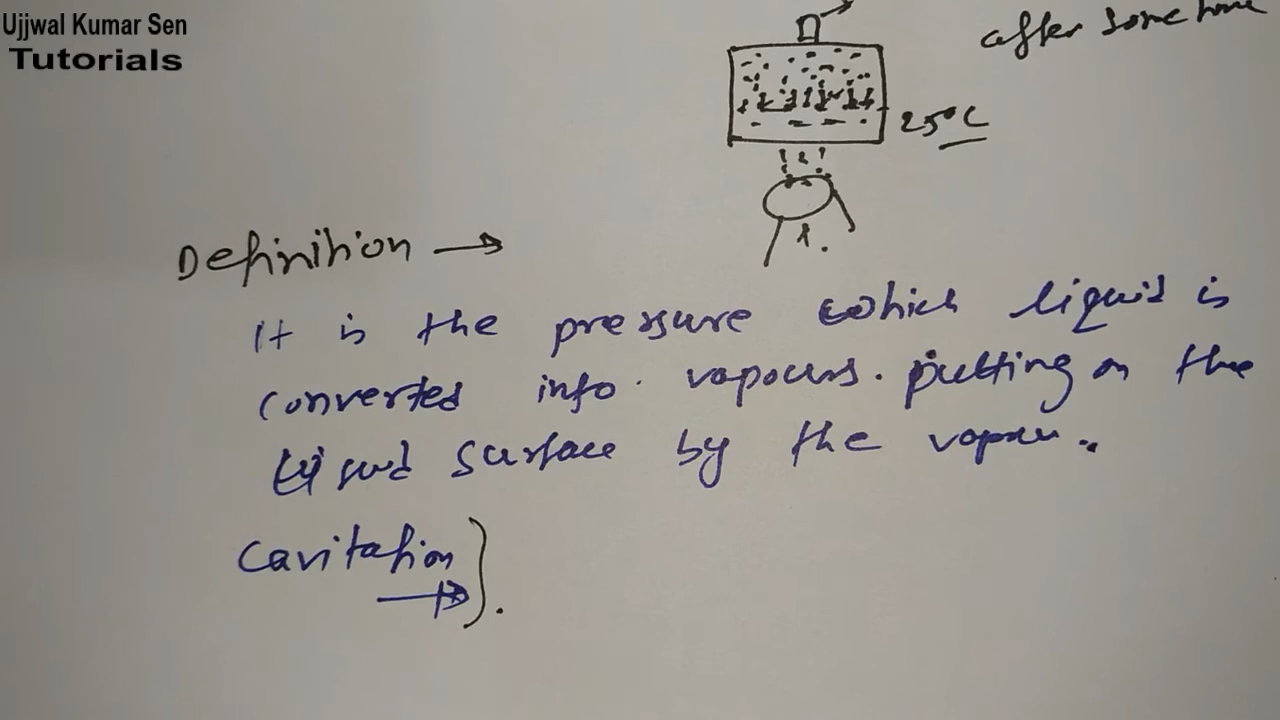 Ujjwal Kumar Sen
Tutorials
after some time
25°C
Definition →
It is the pressure which liquid is
converted into vapours. putting on the
liquid surface by the vapour..
Cavitation